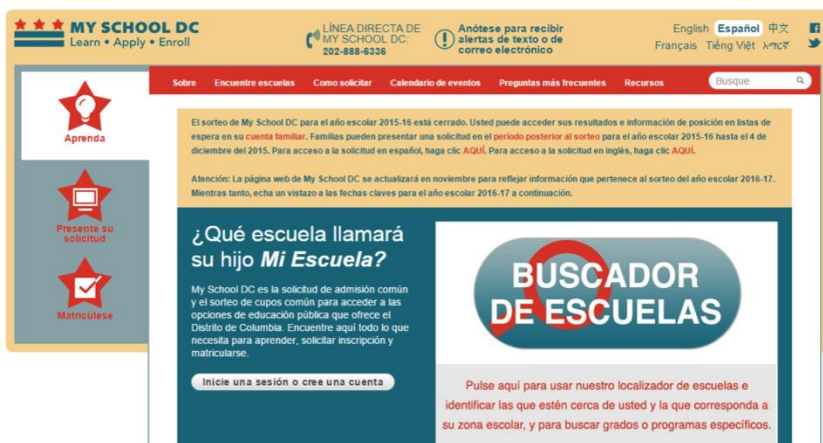 MY SCHOOL DC
Learn • Apply • Enroll
LÍNEA DIRECTA DE
MY SCHOOL DC:
202-888-6336
Anótese para recibir
alertas de texto o de
correo electrónico
English Español 中文
Français Tiếng Việt አማርኛ
Sobre Encuentre escuelas Como solicitar Calendario de eventos Preguntas más frecuentes Recursos Busque
Aprenda
Presente su
solicitud
Matricúlese
El sorteo de My School DC para el año escolar 2015-16 está cerrado. Usted puede acceder sus resultados e información de posición en listas de
espera en su cuenta familiar. Familias pueden presentar una solicitud en el período posterior al sorteo para el año escolar 2015-16 hasta el 4 de
diciembre del 2015. Para acceso a la solicitud en español, haga clic AQUÍ. Para acceso a la solicitud en inglés, haga clic AQUÍ.
Atención: La página web de My School DC se actualizará en noviembre para reflejar información que pertenece al sorteo del año escolar 2016-17.
Mientras tanto, echa un vistazo a las fechas claves para el año escolar 2016-17 a continuación.
¿Qué escuela llamará
su hijo Mi Escuela?
My School DC es la solicitud de admisión común
y el sorteo de cupos común para acceder a las
opciones de educación pública que ofrece el
Distrito de Columbia. Encuentre aquí todo lo que
necesita para aprender, solicitar inscripción y
matricularse.
Inicie una sesión o cree una cuenta
BUSCADOR
DE ESCUELAS
Pulse aquí para usar nuestro localizador de escuelas e
identificar las que estén cerca de usted y la que corresponda a
su zona escolar, y para buscar grados o programas específicos.